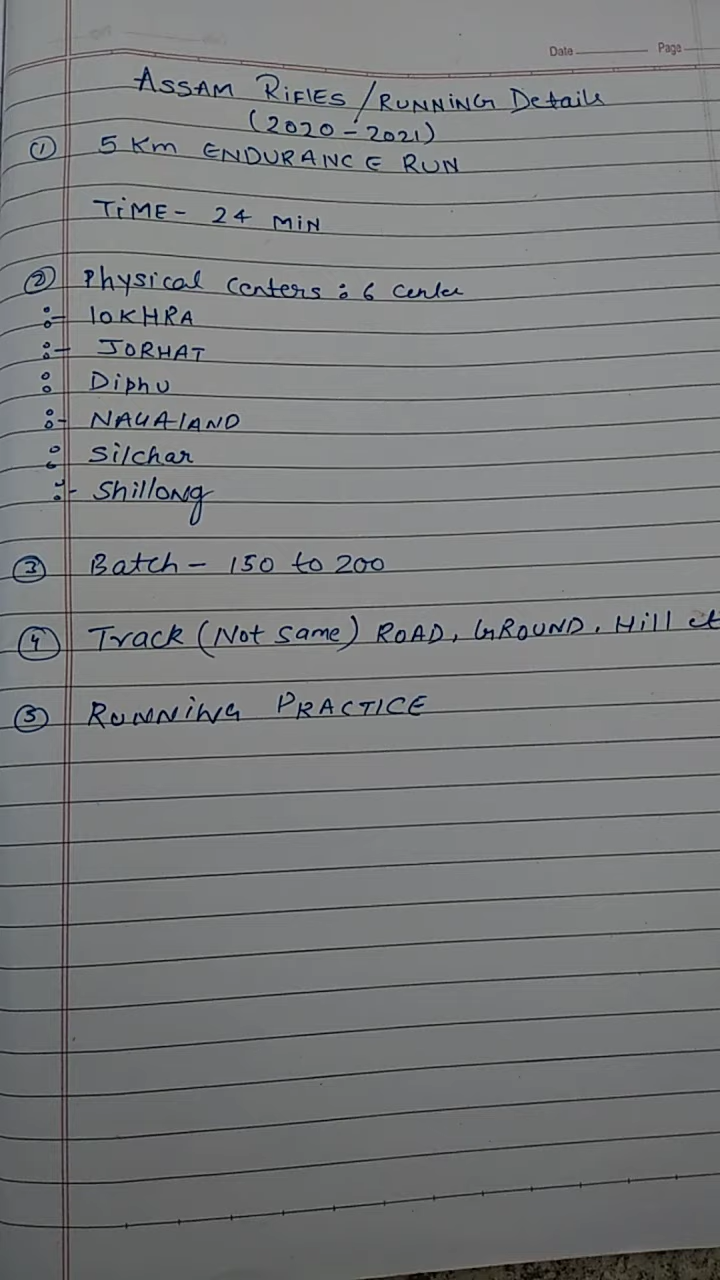 Date Page
ASSAM RIFLES / RUNNING Details
(2020-2021)
① 5 Km ENDURANCE RUN
TiME - 24 MiN
② Physical Centers : 6 Center
:- lOKHRA
:- JORHAT
: Diphu
:- NAGAlAND
: Silchar
:- Shillong
③ Batch - 150 to 200
④ Track (Not same) ROAD, GROUND, Hill et
⑤ RUNNiNG PRACTICE